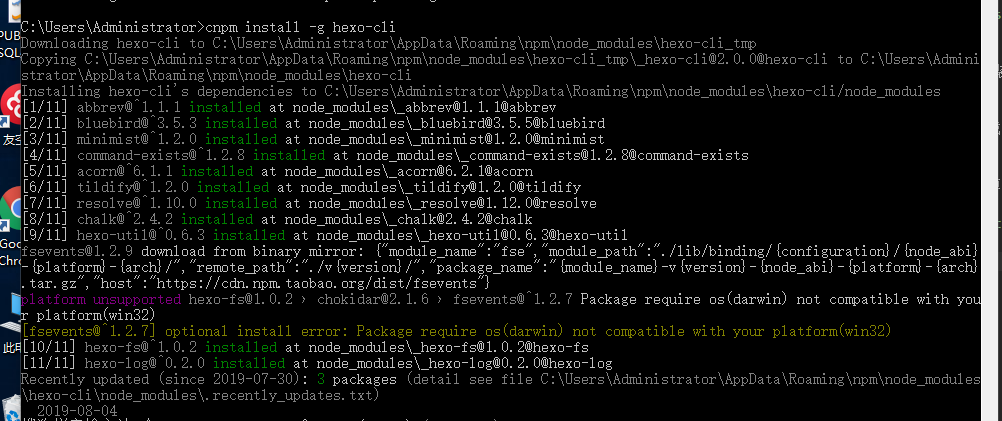 C:\Users\Administrator>cnpm install -g hexo-cli
Downloading hexo-cli to C:\Users\Administrator\AppData\Roaming\npm\node_modules\hexo-cli_tmp
Copying C:\Users\Administrator\AppData\Roaming\npm\node_modules\hexo-cli_tmp\_hexo-cli@2.0.0@hexo-cli to C:\Users\Admini
strator\AppData\Roaming\npm\node_modules\hexo-cli
Installing hexo-cli's dependencies to C:\Users\Administrator\AppData\Roaming\npm\node_modules\hexo-cli/node_modules
[1/11] abbrev@^1.1.1 installed at node_modules\_abbrev@1.1.1@abbrev
[2/11] bluebird@^3.5.3 installed at node_modules\_bluebird@3.5.5@bluebird
[3/11] minimist@^1.2.0 installed at node_modules\_minimist@1.2.0@minimist
[4/11] command-exists@^1.2.8 installed at node_modules\_command-exists@1.2.8@command-exists
[5/11] acorn@^6.1.1 installed at node_modules\_acorn@6.2.1@acorn
[6/11] tildify@^1.2.0 installed at node_modules\_tildify@1.2.0@tildify
[7/11] resolve@^1.10.0 installed at node_modules\_resolve@1.12.0@resolve
[8/11] chalk@^2.4.2 installed at node_modules\_chalk@2.4.2@chalk
[9/11] hexo-util@^0.6.3 installed at node_modules\_hexo-util@0.6.3@hexo-util
fsevents@1.2.9 download from binary mirror: {"module_name":"fse","module_path":"./lib/binding/{configuration}/{node_abi}
-{platform}-{arch}/","remote_path":"./v{version}/","package_name":"{module_name}-v{version}-{node_abi}-{platform}-{arch}
.tar.gz","host":"https://cdn.npm.taobao.org/dist/fsevents"}
platform unsupported hexo-fs@1.0.2 › chokidar@2.1.6 › fsevents@^1.2.7 Package require os(darwin) not compatible with you
r platform(win32)
[fsevents@^1.2.7] optional install error: Package require os(darwin) not compatible with your platform(win32)
[10/11] hexo-fs@^1.0.2 installed at node_modules\_hexo-fs@1.0.2@hexo-fs
[11/11] hexo-log@^0.2.0 installed at node_modules\_hexo-log@0.2.0@hexo-log
Recently updated (since 2019-07-30): 3 packages (detail see file C:\Users\Administrator\AppData\Roaming\npm\node_modules
\hexo-cli\node_modules\.recently_updates.txt)
2019-08-04
PUB
SQL
Goo
Chro